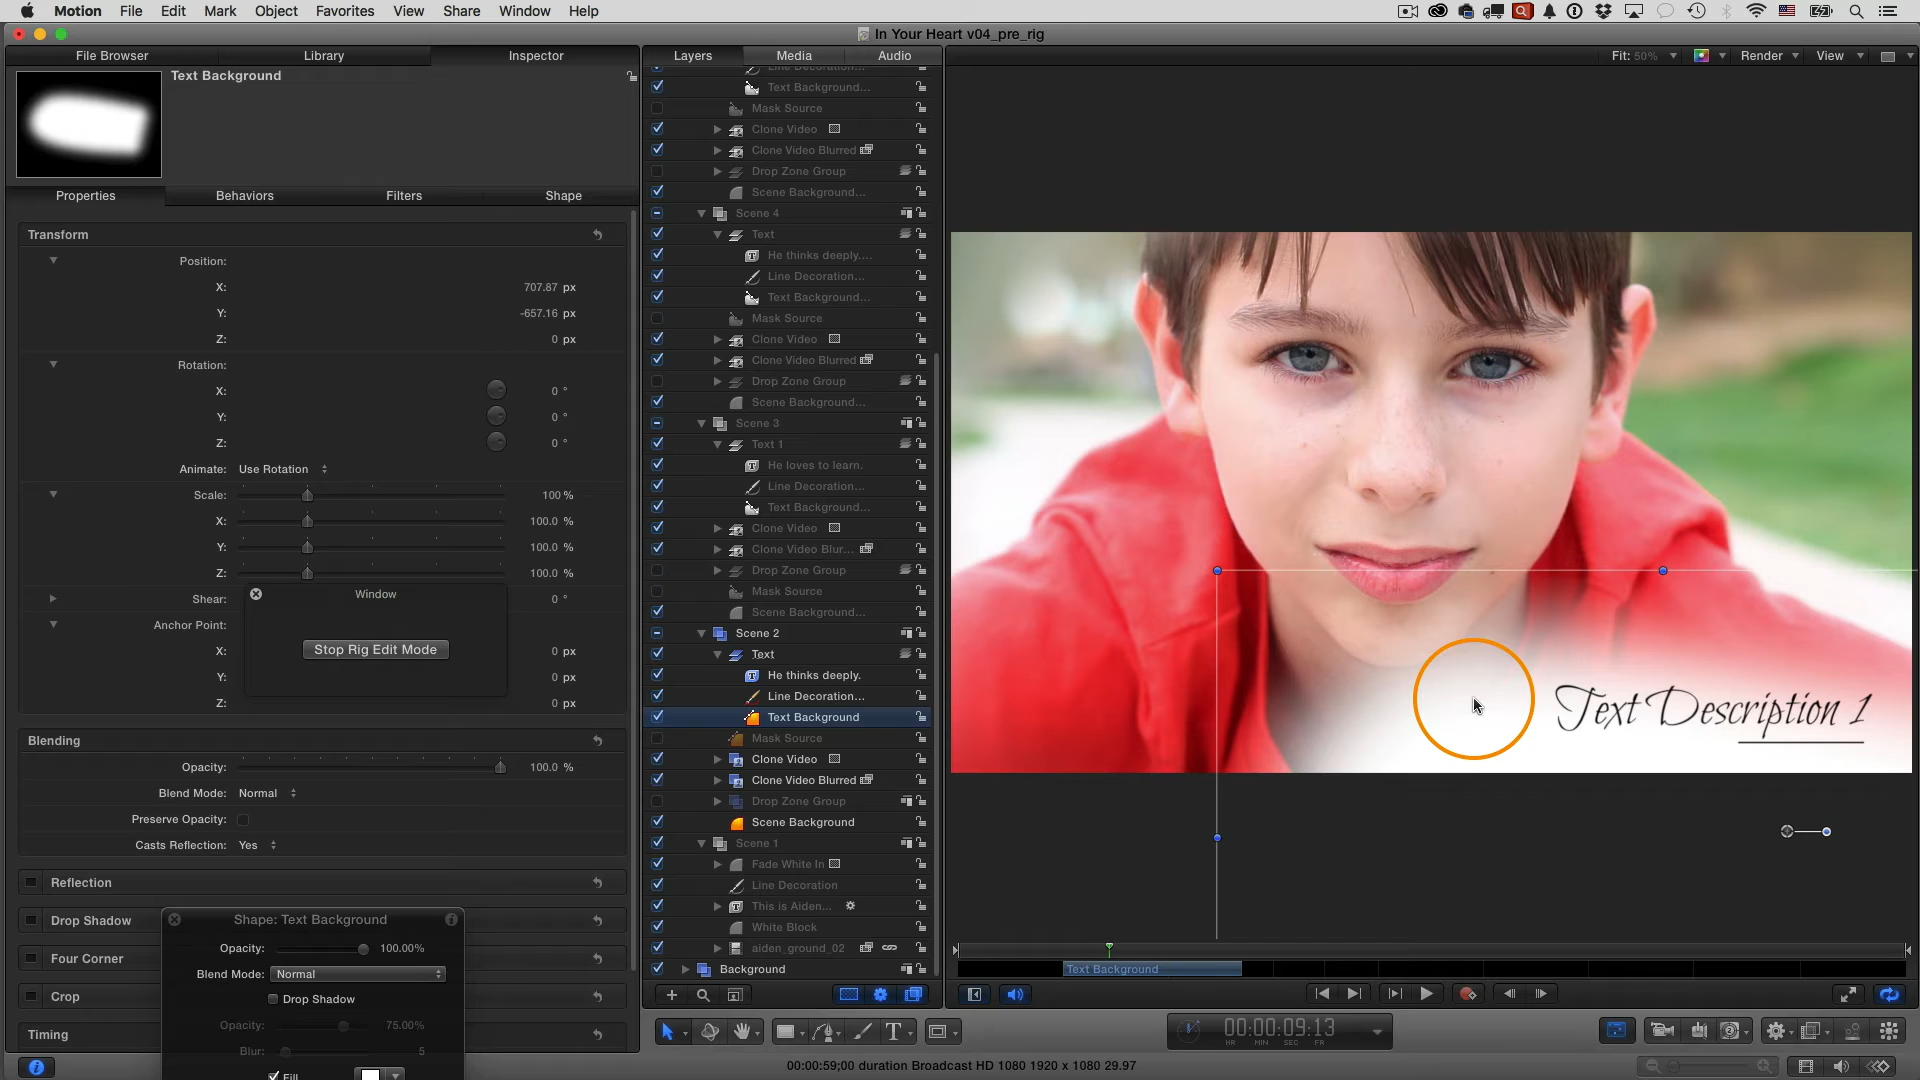 Motion File Edit Mark Object Favorites View Share Window Help
In Your Heart v04_pre_rig
File Browser Library Inspector
Layers Media Audio
Fit: 50% Render View
Text Background
Properties Behaviors Filters Shape
Transform
Position:
X: 707.87 px
Y: -657.16 px
Z: 0 px
Rotation:
X: 0 °
Y: 0 °
Z: 0 °
Animate: Use Rotation
Scale: 100 %
X: 100.0 %
Y: 100.0 %
Z: 100.0 %
Shear: 0 °
Anchor Point:
X: 0 px
Y: 0 px
Z: 0 px
Window
Stop Rig Edit Mode
Blending
Opacity: 100.0 %
Blend Mode: Normal
Preserve Opacity:
Casts Reflection: Yes
Reflection
Drop Shadow
Four Corner
Crop
Timing
Shape: Text Background
Opacity: 100.00%
Blend Mode: Normal
Drop Shadow
Opacity: 75.00%
Blur: 5
Fill
Line Decoration...
Text Background...
Mask Source
Clone Video
Clone Video Blurred
Drop Zone Group
Scene Background...
Scene 4
Text
He thinks deeply....
Line Decoration...
Text Background...
Mask Source
Clone Video
Clone Video Blurred
Drop Zone Group
Scene Background...
Scene 3
Text 1
He loves to learn.
Line Decoration...
Text Background...
Clone Video
Clone Video Blur...
Drop Zone Group
Mask Source
Scene Background...
Scene 2
Text
He thinks deeply.
Line Decoration...
Text Background
Mask Source
Clone Video
Clone Video Blurred
Drop Zone Group
Scene Background
Scene 1
Fade White In
Line Decoration
This is Aiden...
White Block
aiden_ground_02
Background
Text Description 1
Text Background
00:00:09:13
HR MIN SEC FR
00:00:59;00 duration Broadcast HD 1080 1920 x 1080 29.97